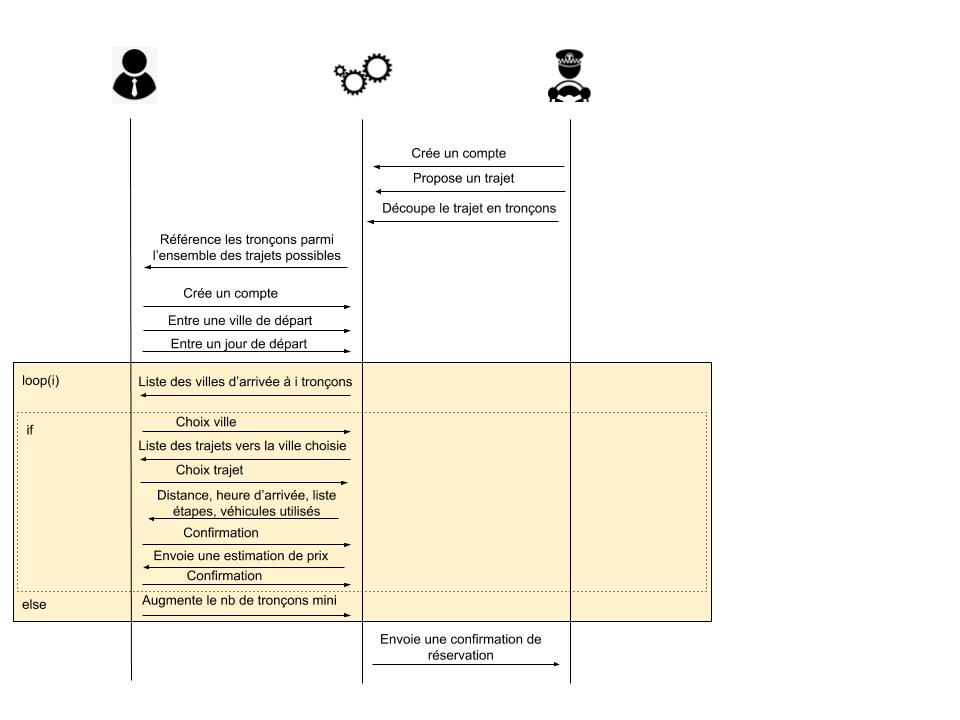 Crée un compte
Propose un trajet
Découpe le trajet en tronçons
Référence les tronçons parmi
l'ensemble des trajets possibles
Crée un compte
Entre une ville de départ
Entre un jour de départ
loop(i)
Liste des villes d'arrivée à i tronçons
if
Choix ville
Liste des trajets vers la ville choisie
Choix trajet
Distance, heure d'arrivée, liste
étapes, véhicules utilisés
Confirmation
Envoie une estimation de prix
Confirmation
else
Augmente le nb de tronçons mini
Envoie une confirmation de
réservation